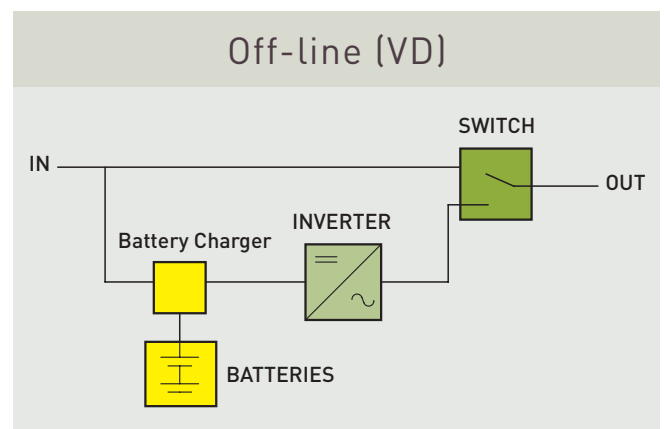 Off-line (VD)
SWITCH
IN
OUT
INVERTER
Battery Charger
BATTERIES